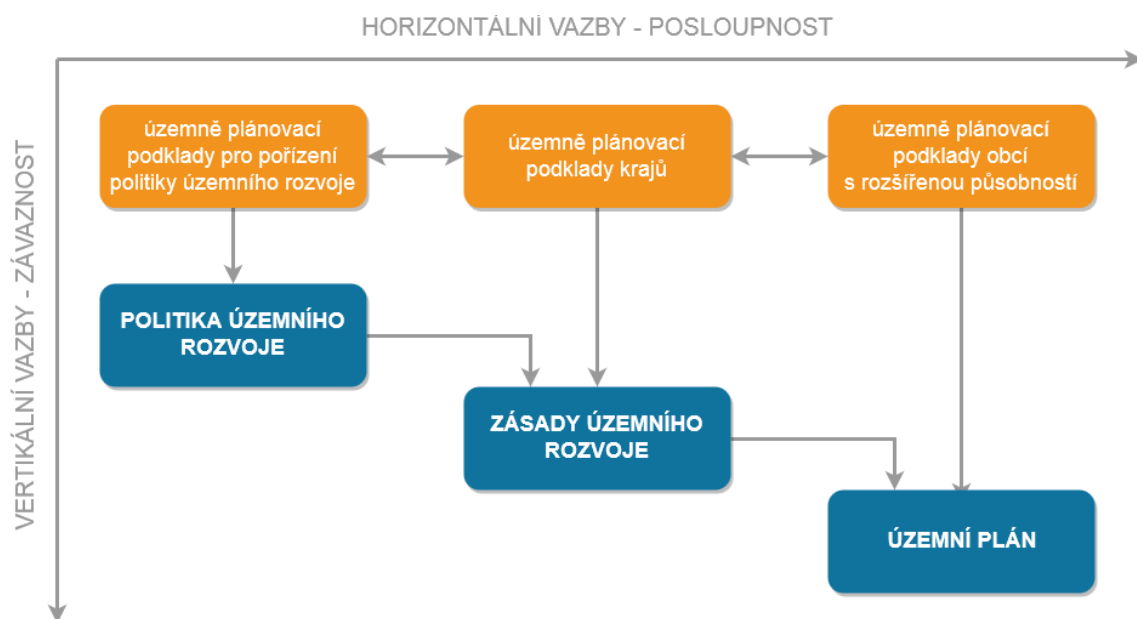 HORIZONTÁLNÍ VAZBY - POSLOUPNOST
VERTIKÁLNÍ VAZBY - ZÁVAZNOST
územně plánovací
podklady pro pořízení
politiky územního rozvoje
územně plánovací
podklady krajů
územně plánovací
podklady obcí
s rozšířenou působností
POLITIKA ÚZEMNÍHO
ROZVOJE
ZÁSADY ÚZEMNÍHO
ROZVOJE
ÚZEMNÍ PLÁN